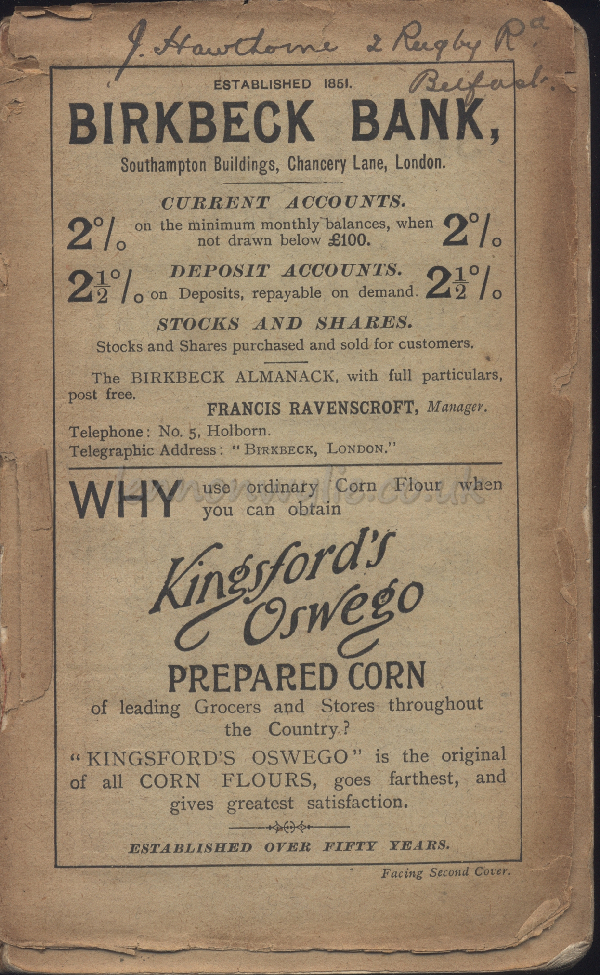 J. Hawthorne 2 Rugby Rd
Belfast.
ESTABLISHED 1851.
BIRKBECK BANK,
Southampton Buildings, Chancery Lane, London.
CURRENT ACCOUNTS.
2% on the minimum monthly balances, when 2%
not drawn below £100.
DEPOSIT ACCOUNTS.
2½% on Deposits, repayable on demand. 2½%
STOCKS AND SHARES.
Stocks and Shares purchased and sold for customers.
The BIRKBECK ALMANACK, with full particulars,
post free.
FRANCIS RAVENSCROFT, Manager.
Telephone: No. 5, Holborn.
Telegraphic Address: "BIRKBECK, LONDON."
WHY use ordinary Corn Flour when
you can obtain
Kingsford's
Oswego
PREPARED CORN
of leading Grocers and Stores throughout
the Country?
"KINGSFORD'S OSWEGO" is the original
of all CORN FLOURS, goes farthest, and
gives greatest satisfaction.
ESTABLISHED OVER FIFTY YEARS.
Facing Second Cover.